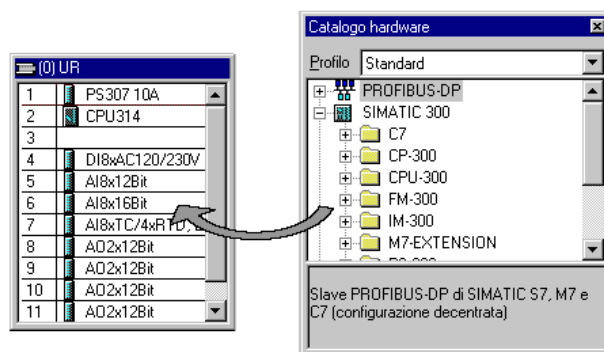 (0) UR
1 PS307 10A
2 CPU314
3
4 DI8xAC120/230V
5 AI8x12Bit
6 AI8x16Bit
7 AI8xTC/4xRTD,
8 AO2x12Bit
9 AO2x12Bit
10 AO2x12Bit
11 AO2x12Bit
Catalogo hardware
Profilo Standard
PROFIBUS-DP
SIMATIC 300
C7
CP-300
CPU-300
FM-300
IM-300
M7-EXTENSION
Slave PROFIBUS-DP di SIMATIC S7, M7 e
C7 (configurazione decentrata)